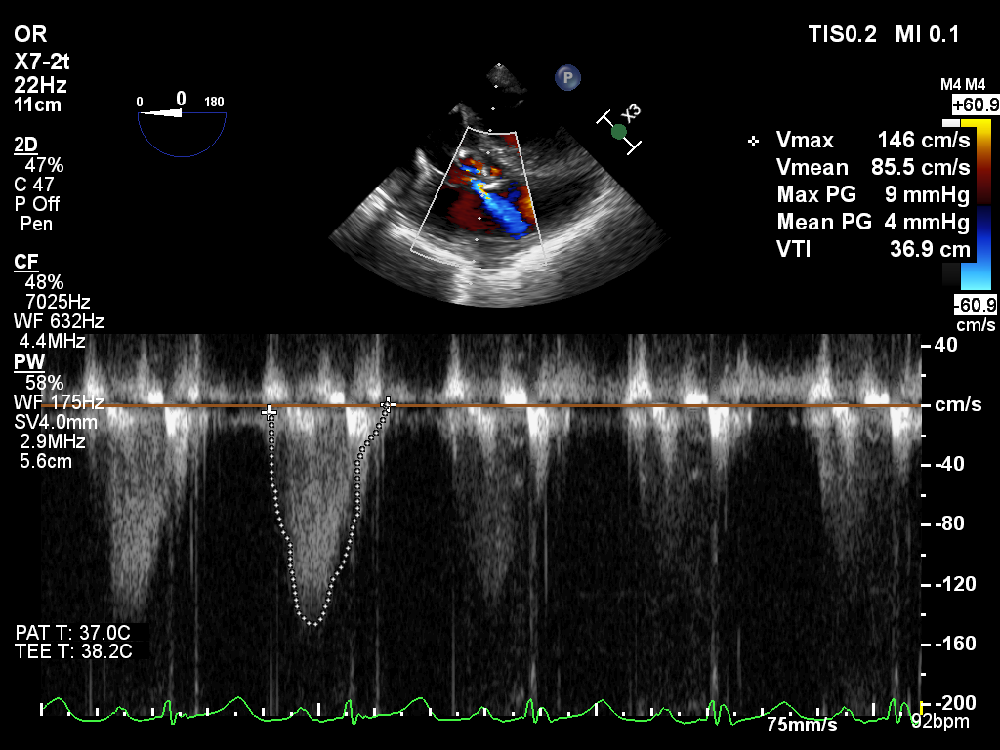 OR
X7-2t
22Hz
11cm
0 0 180
2D
47%
C 47
P Off
Pen
CF
48%
7025Hz
WF 632Hz
4.4MHz
PW
58%
WF 175Hz
SV4.0mm
2.9MHz
5.6cm
PAT T: 37.0C
TEE T: 38.2C
P
X3
TIS0.2 MI 0.1
M4 M4
+60.9
Vmax 146 cm/s
Vmean 85.5 cm/s
Max PG 9 mmHg
Mean PG 4 mmHg
VTI 36.9 cm
-60.9
cm/s
40
cm/s
-40
-80
-120
-160
-200
75mm/s
92bpm